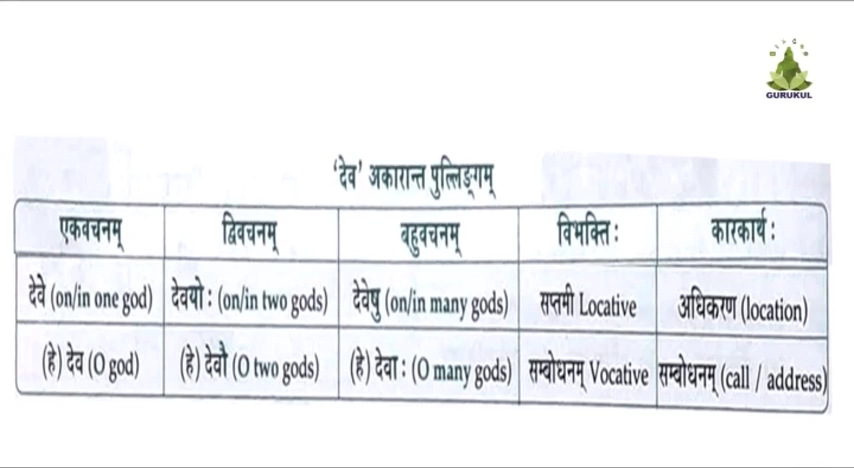 GURUKUL
'देव' अकारान्त पुल्लिङ्गम्
एकवचनम् द्विवचनम् बहुवचनम् विभक्तिः कारकार्थः
देवे (on/in one god) देवयोः (on/in two gods) देवेषु (on/in many gods) सप्तमी Locative अधिकरण (location)
(हे) देव (O god) (हे) देवौ (O two gods) (हे) देवाः (O many gods) सम्बोधनम् Vocative सम्बोधनम् (call / address)